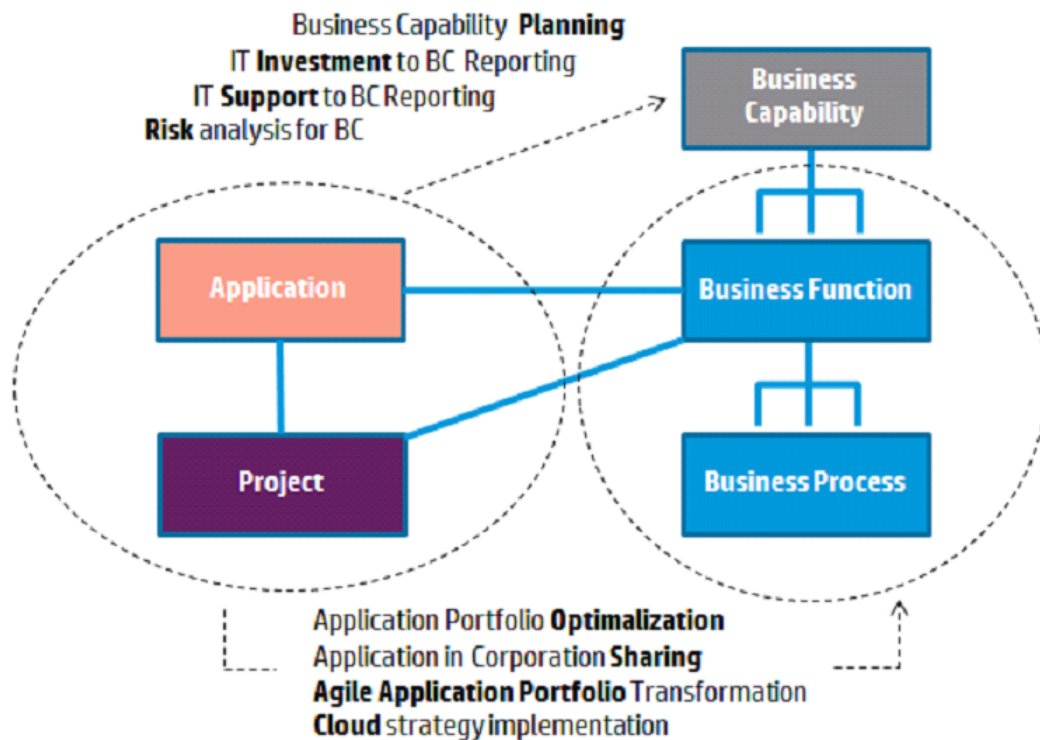 Business Capability Planning
IT Investment to BC Reporting
IT Support to BC Reporting
Risk analysis for BC
Business
Capability
Application
Business Function
Project
Business Process
Application Portfolio Optimalization
Application in Corporation Sharing
Agile Application Portfolio Transformation
Cloud strategy implementation